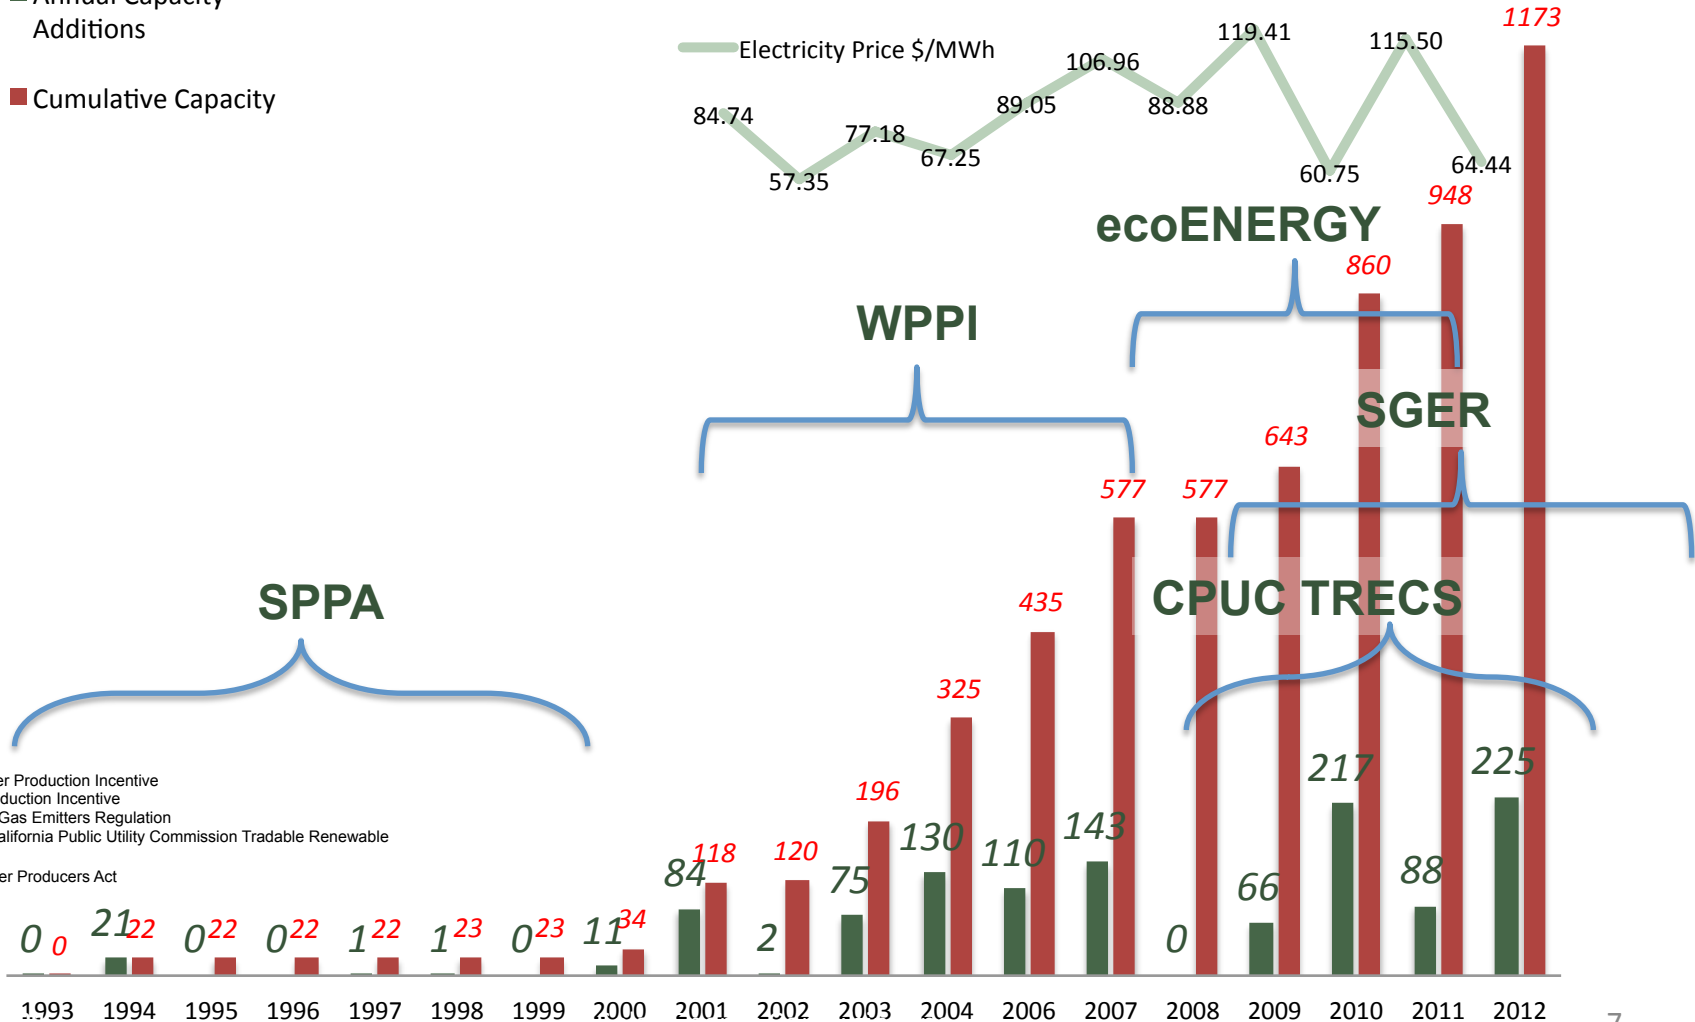 Annual Capacity
Additions
Cumulative Capacity
Electricity Price $/MWh
84.74
57.35
77.18
67.25
89.05
106.96
88.88
119.41
60.75
115.50
64.44
ecoENERGY
WPPI
SGER
CPUC TRECS
SPPA
er Production Incentive
duction Incentive
Gas Emitters Regulation
alifornia Public Utility Commission Tradable Renewable
er Producers Act
0 21 0 0 1 1 0 11 84 2 75 130 110 143 0 66 217 88 225
0 22 22 22 22 23 23 34 118 120 196 325 435 577 577 643 860 948 1173
1993 1994 1995 1996 1997 1998 1999 2000 2001 2002 2003 2004 2006 2007 2008 2009 2010 2011 2012
7